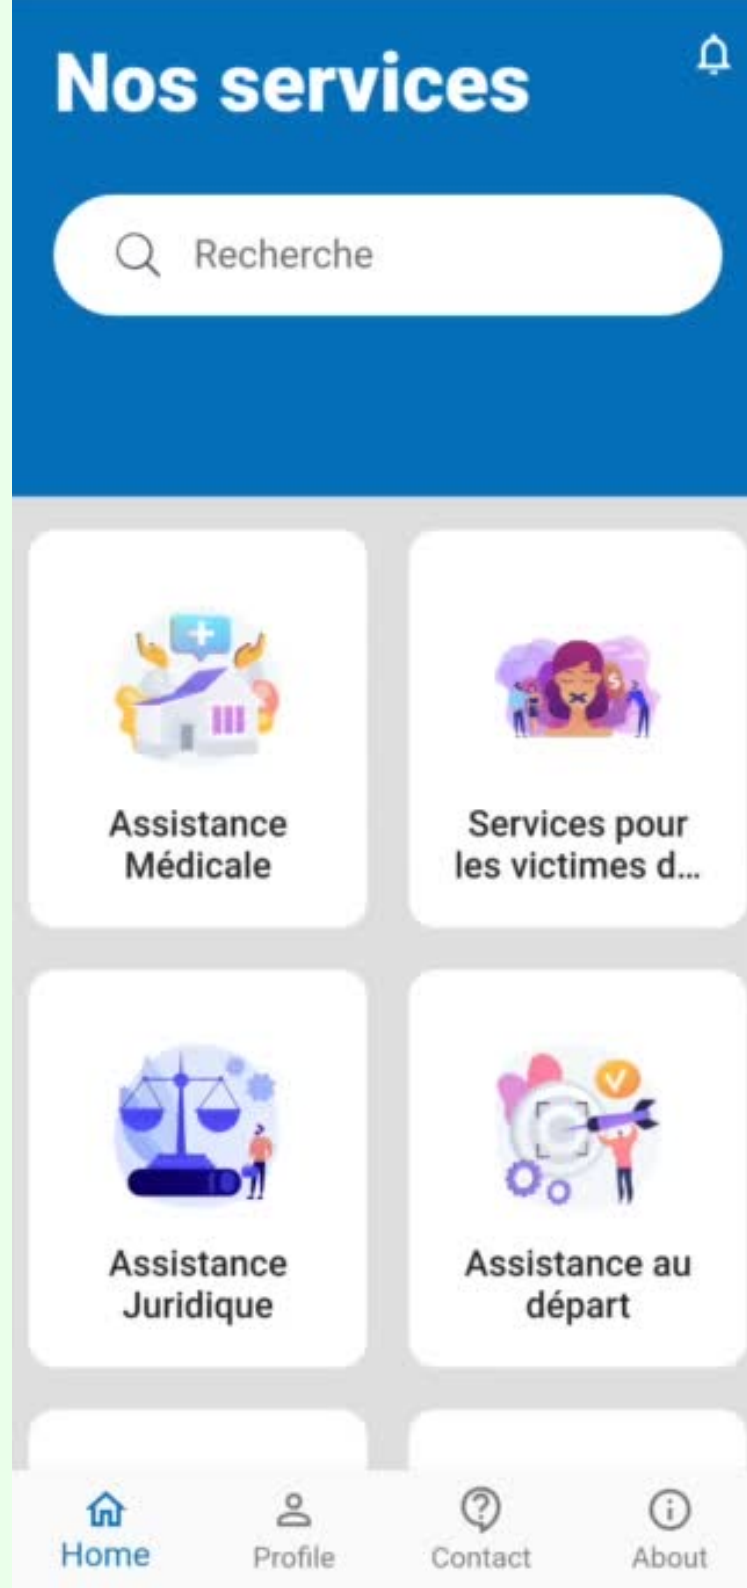 Nos services
Recherche
Assistance
Médicale
Services pour
les victimes d...
Assistance
Juridique
Assistance au
départ
Home
Profile
Contact
About